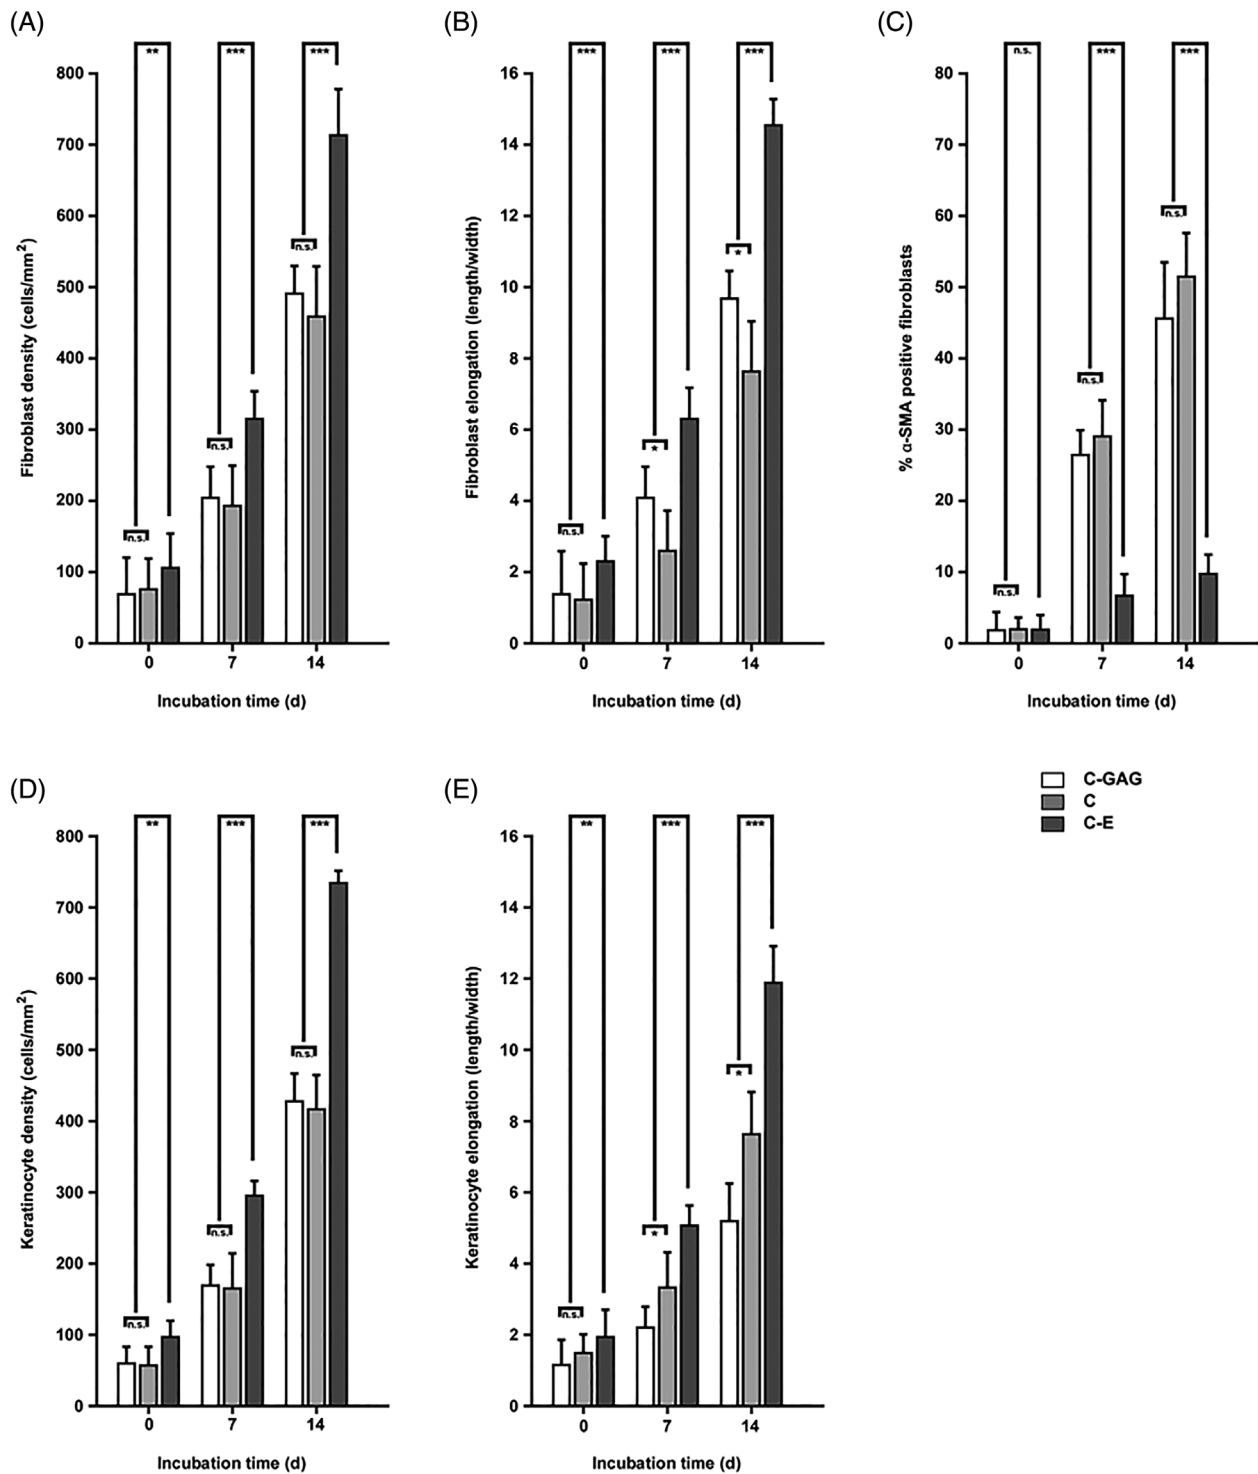 (A)
** *** ***
800
700
600
500
400
300
200
100
0
n.s. n.s. n.s.
Fibroblast density (cells/mm²)
0 7 14
Incubation time (d)
(B)
*** *** ***
16
14
12
10
8
6
4
2
0
n.s. * *
Fibroblast elongation (length/width)
0 7 14
Incubation time (d)
(C)
n.s. *** ***
80
70
60
50
40
30
20
10
0
n.s. n.s. n.s.
% α-SMA positive fibroblasts
0 7 14
Incubation time (d)
C-GAG
C
C-E
(D)
** *** ***
800
700
600
500
400
300
200
100
0
n.s. n.s. n.s.
Keratinocyte density (cells/mm²)
0 7 14
Incubation time (d)
(E)
** *** ***
16
14
12
10
8
6
4
2
0
n.s. * *
Keratinocyte elongation (length/width)
0 7 14
Incubation time (d)